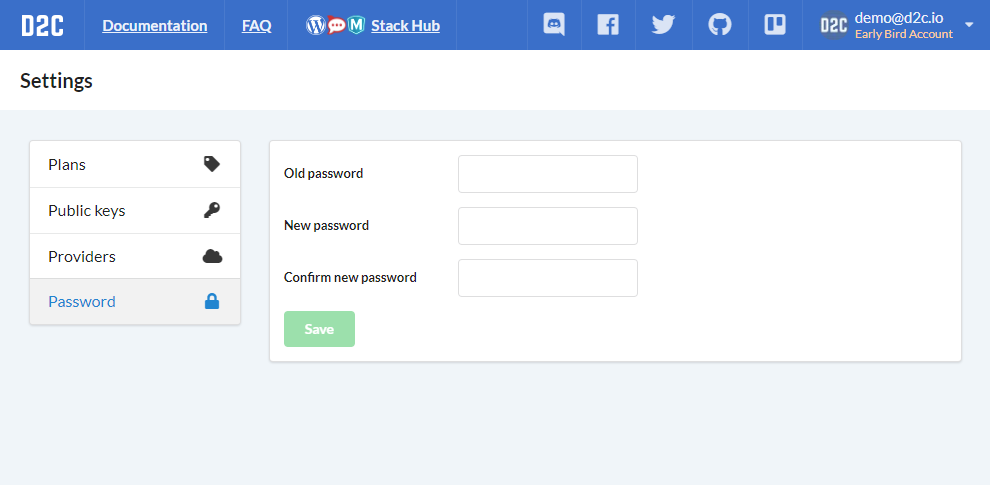 D2C Documentation FAQ Stack Hub D2C demo@d2c.io
Early Bird Account
Settings
Plans
Public keys
Providers
Password
Old password
New password
Confirm new password
Save